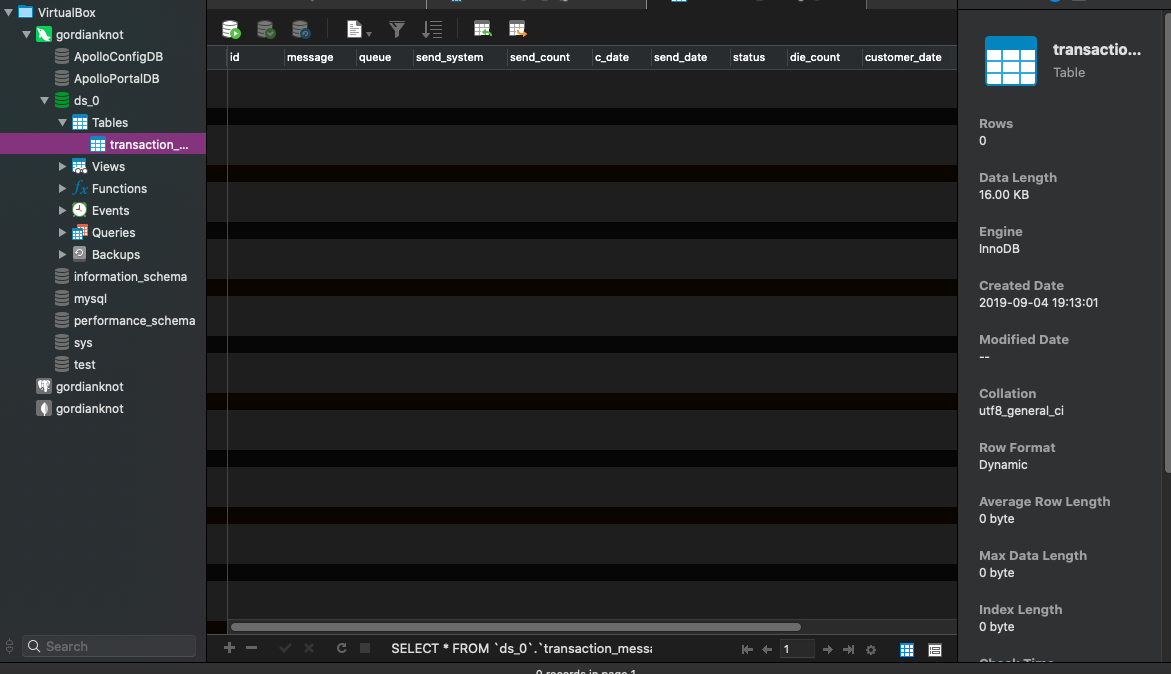 VirtualBox
gordianknot
ApolloConfigDB
ApolloPortalDB
ds_0
Tables
transaction_...
Views
Functions
Events
Queries
Backups
information_schema
mysql
performance_schema
sys
test
gordianknot
gordianknot
Search
id message queue send_system send_count c_date send_date status die_count customer_date
SELECT * FROM `ds_0`.`transaction_messa
1
0 records in page 1
transactio...
Table
Rows
0
Data Length
16.00 KB
Engine
InnoDB
Created Date
2019-09-04 19:13:01
Modified Date
--
Collation
utf8_general_ci
Row Format
Dynamic
Average Row Length
0 byte
Max Data Length
0 byte
Index Length
0 byte
Check Time